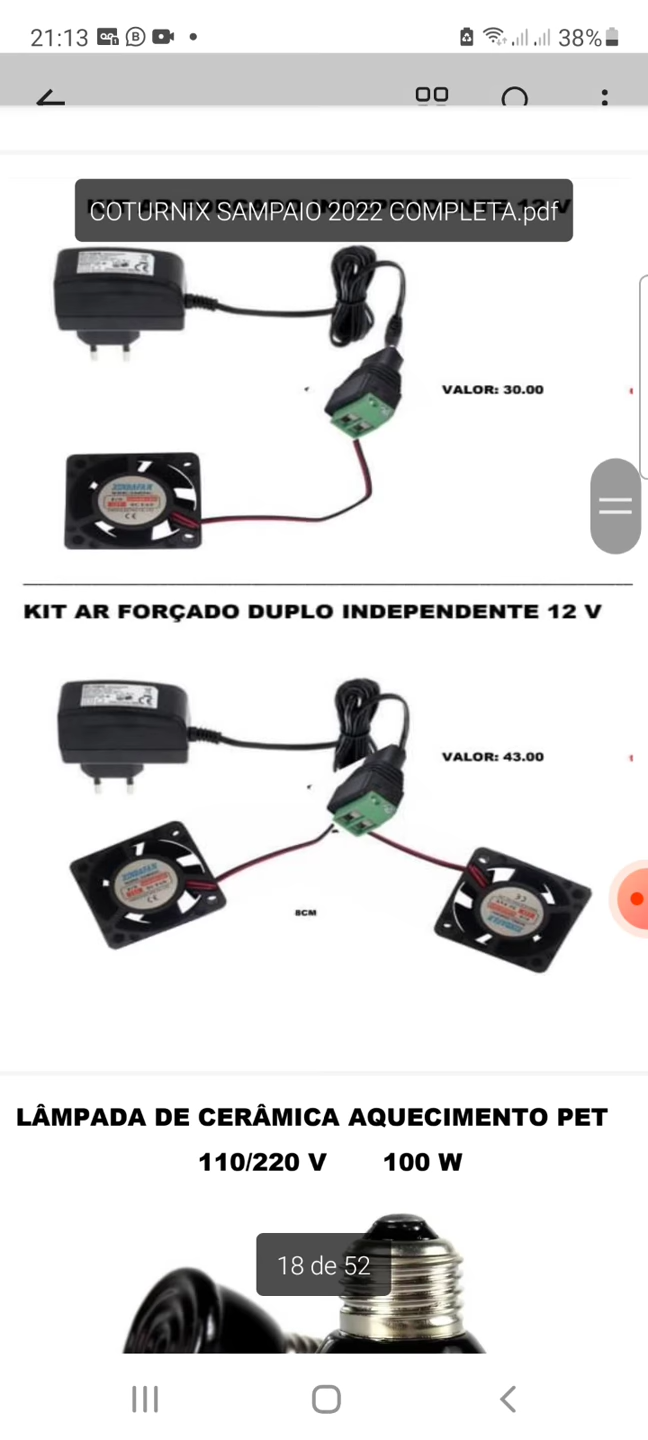 21:13
38%
COTURNIX SAMPAIO 2022 COMPLETA.pdf
VALOR: 30.00
KIT AR FORÇADO DUPLO INDEPENDENTE 12 V
VALOR: 43.00
8CM
LÂMPADA DE CERÂMICA AQUECIMENTO PET
110/220 V 100 W
18 de 52